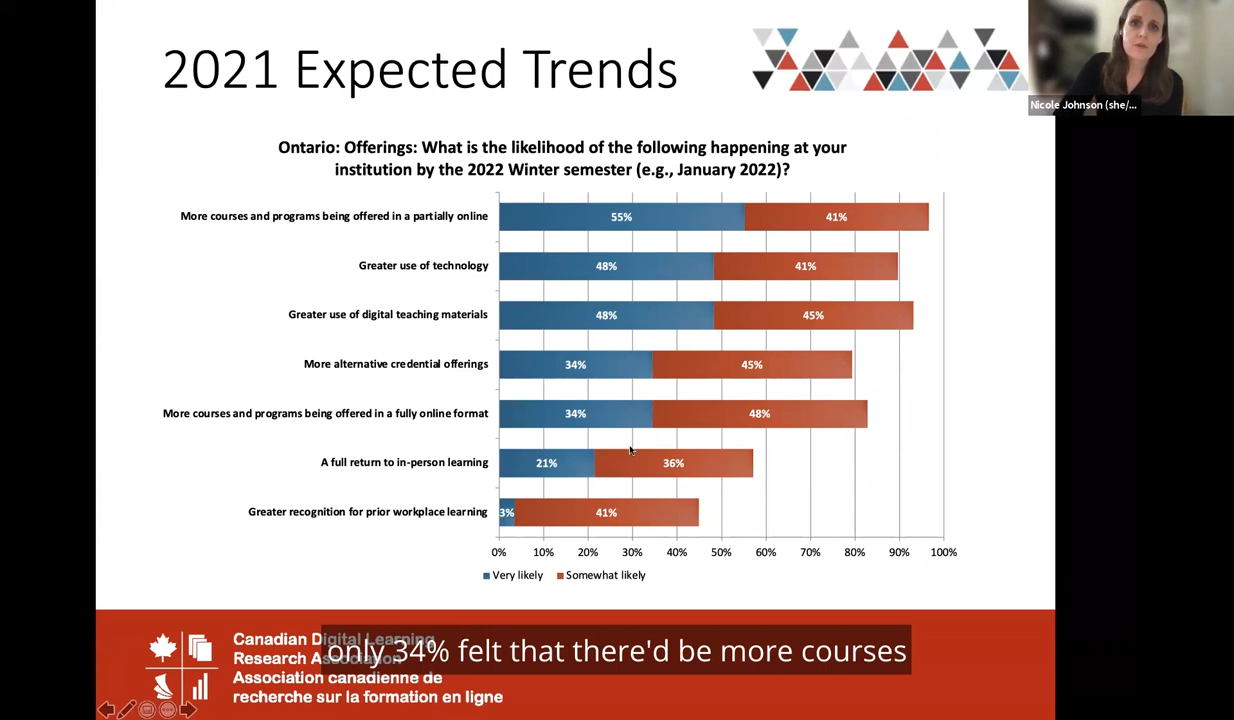 2021 Expected Trends
Nicole Johnson (she/...
Ontario: Offerings: What is the likelihood of the following happening at your
institution by the 2022 Winter semester (e.g., January 2022)?
More courses and programs being offered in a partially online 55% 41%
Greater use of technology 48% 41%
Greater use of digital teaching materials 48% 45%
More alternative credential offerings 34% 45%
More courses and programs being offered in a fully online format 34% 48%
A full return to in-person learning 21% 36%
Greater recognition for prior workplace learning 3% 41%
0% 10% 20% 30% 40% 50% 60% 70% 80% 90% 100%
Very likely Somewhat likely
Canadian Digital Learning
Research Association
Association canadienne de
recherche sur la formation en ligne
only 34% felt that there'd be more courses